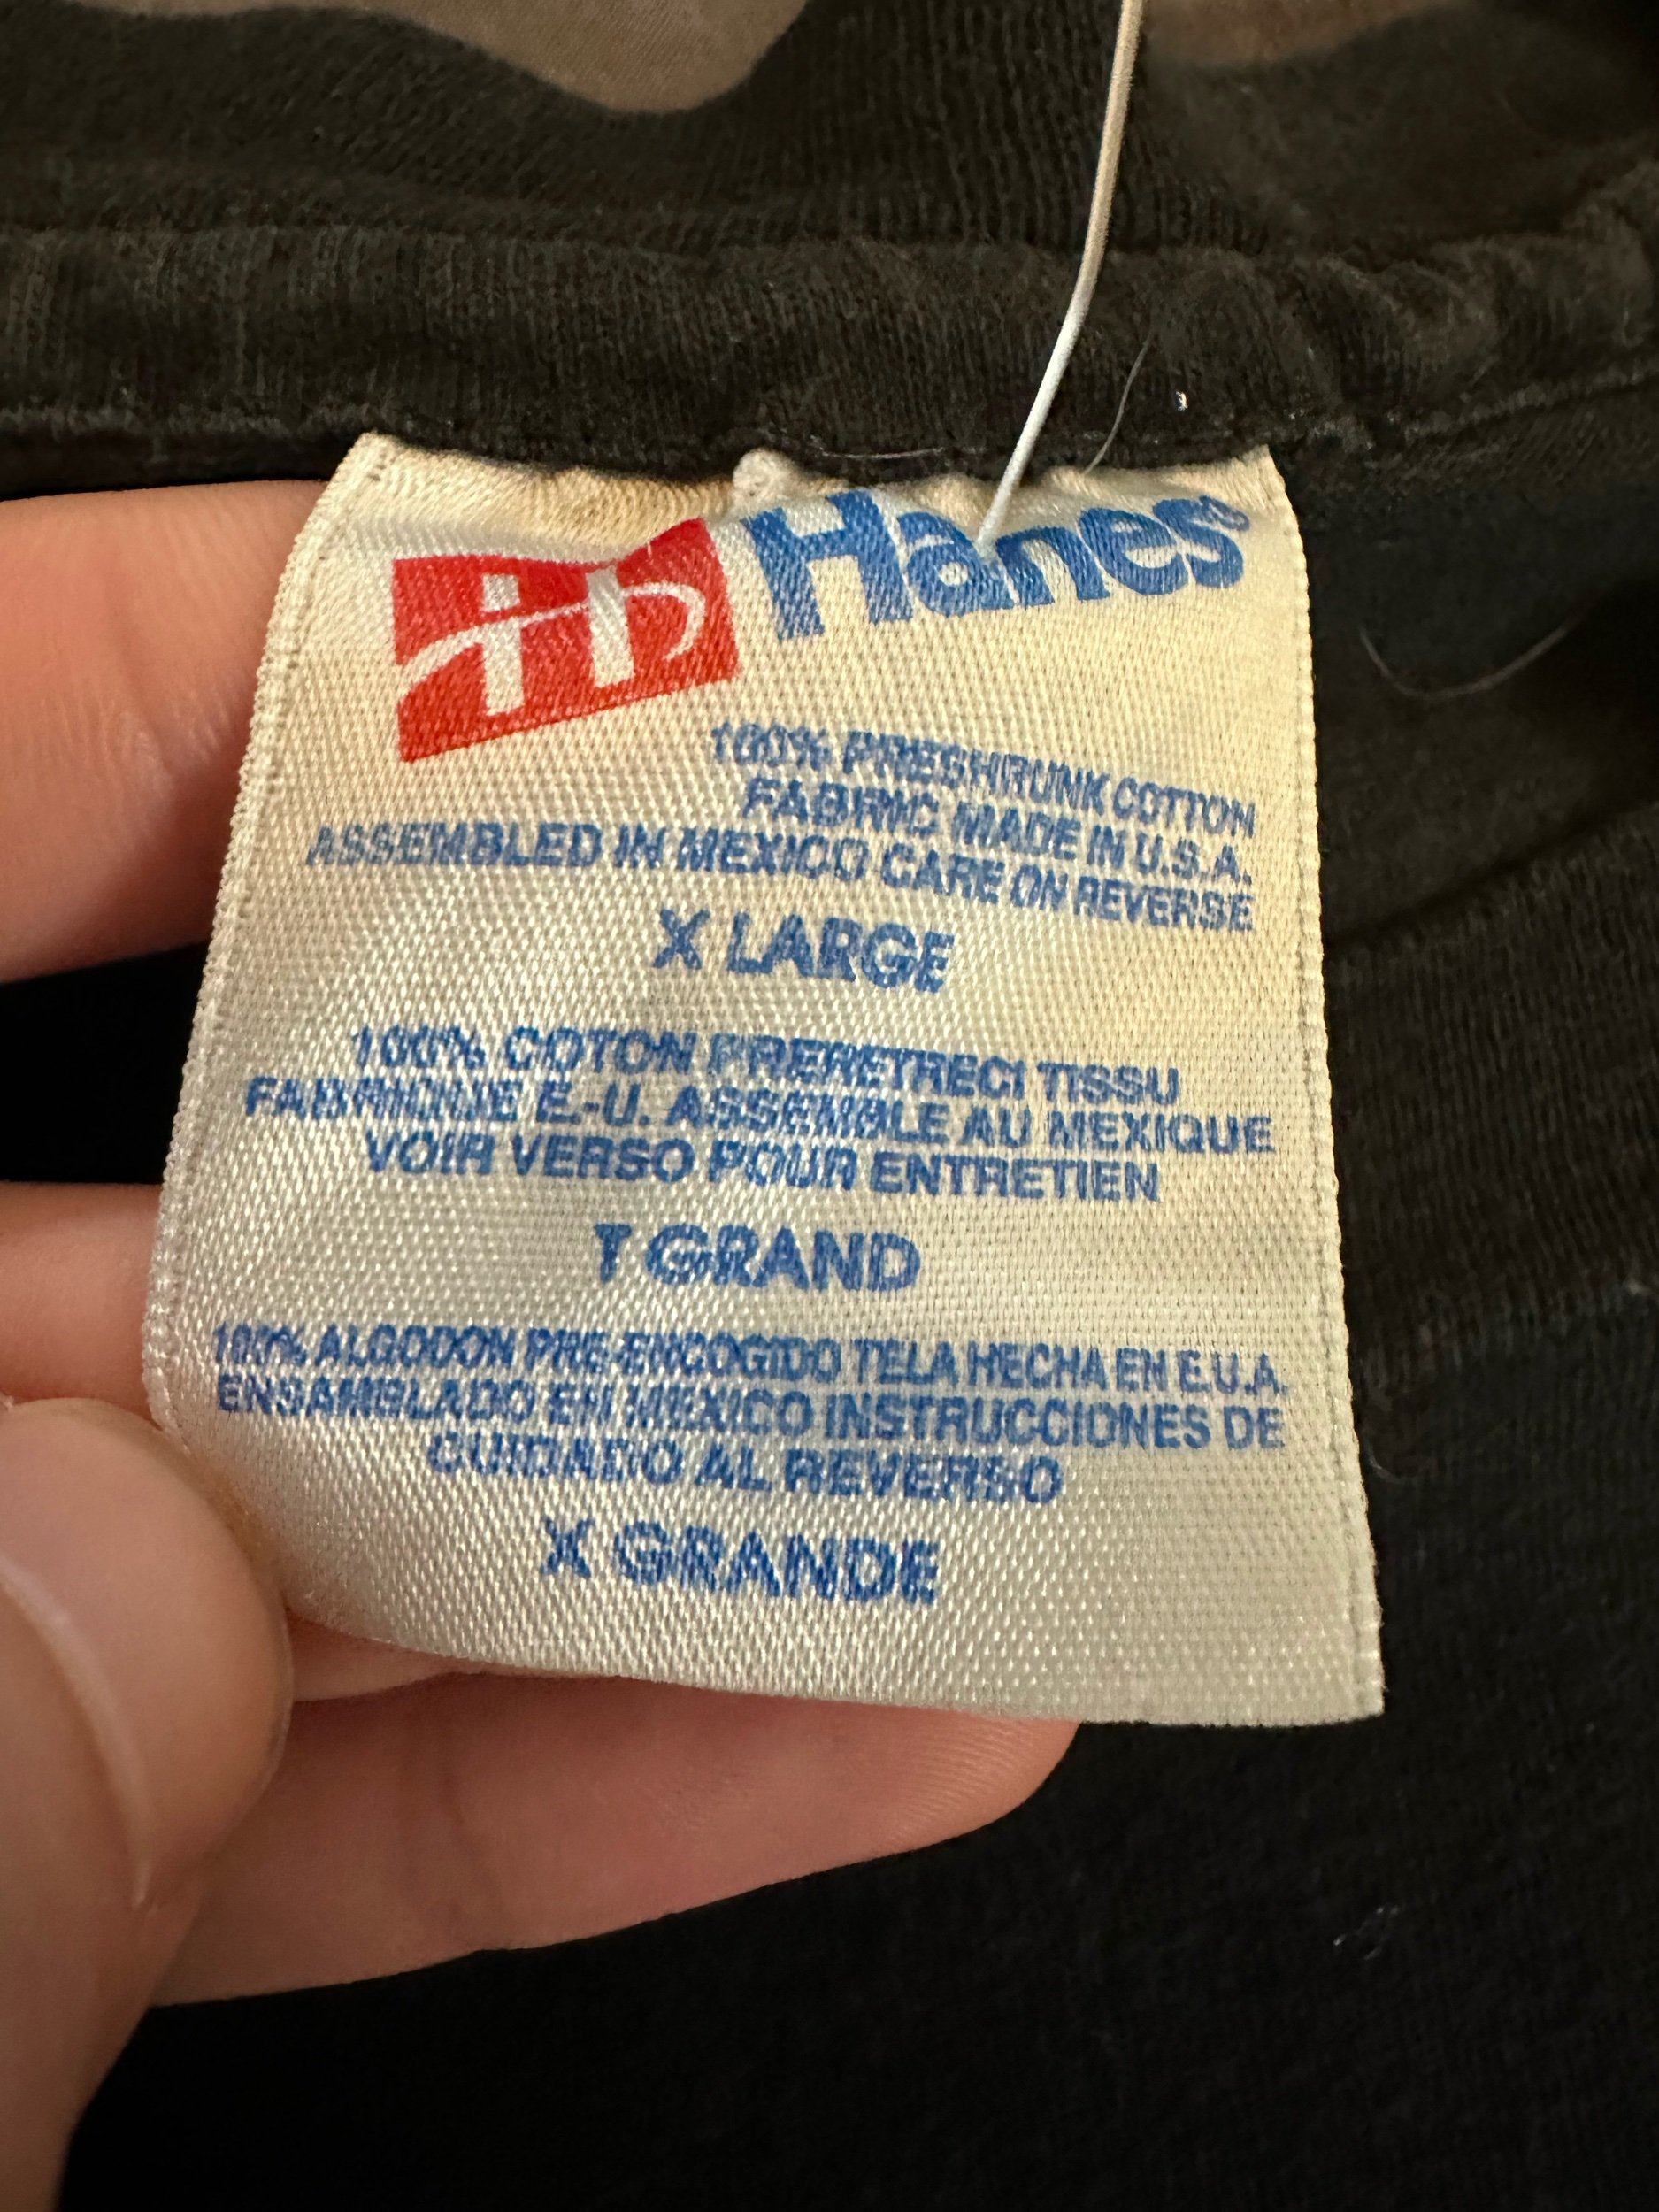 Hanes
100% PRESHRUNK COTTON
FABRIC MADE IN U.S.A.
ASSEMBLED IN MEXICO CARE ON REVERSE
X LARGE
100% COTON PRERETRECI TISSU
FABRIQUE E.-U. ASSEMBLE AU MEXIQUE
VOIR VERSO POUR ENTRETIEN
T GRAND
100% ALGODON PRE-ENCOGIDO TELA HECHA EN E.U.A.
ENSAMBLADO EN MEXICO INSTRUCCIONES DE
CUIDADO AL REVERSO
X GRANDE